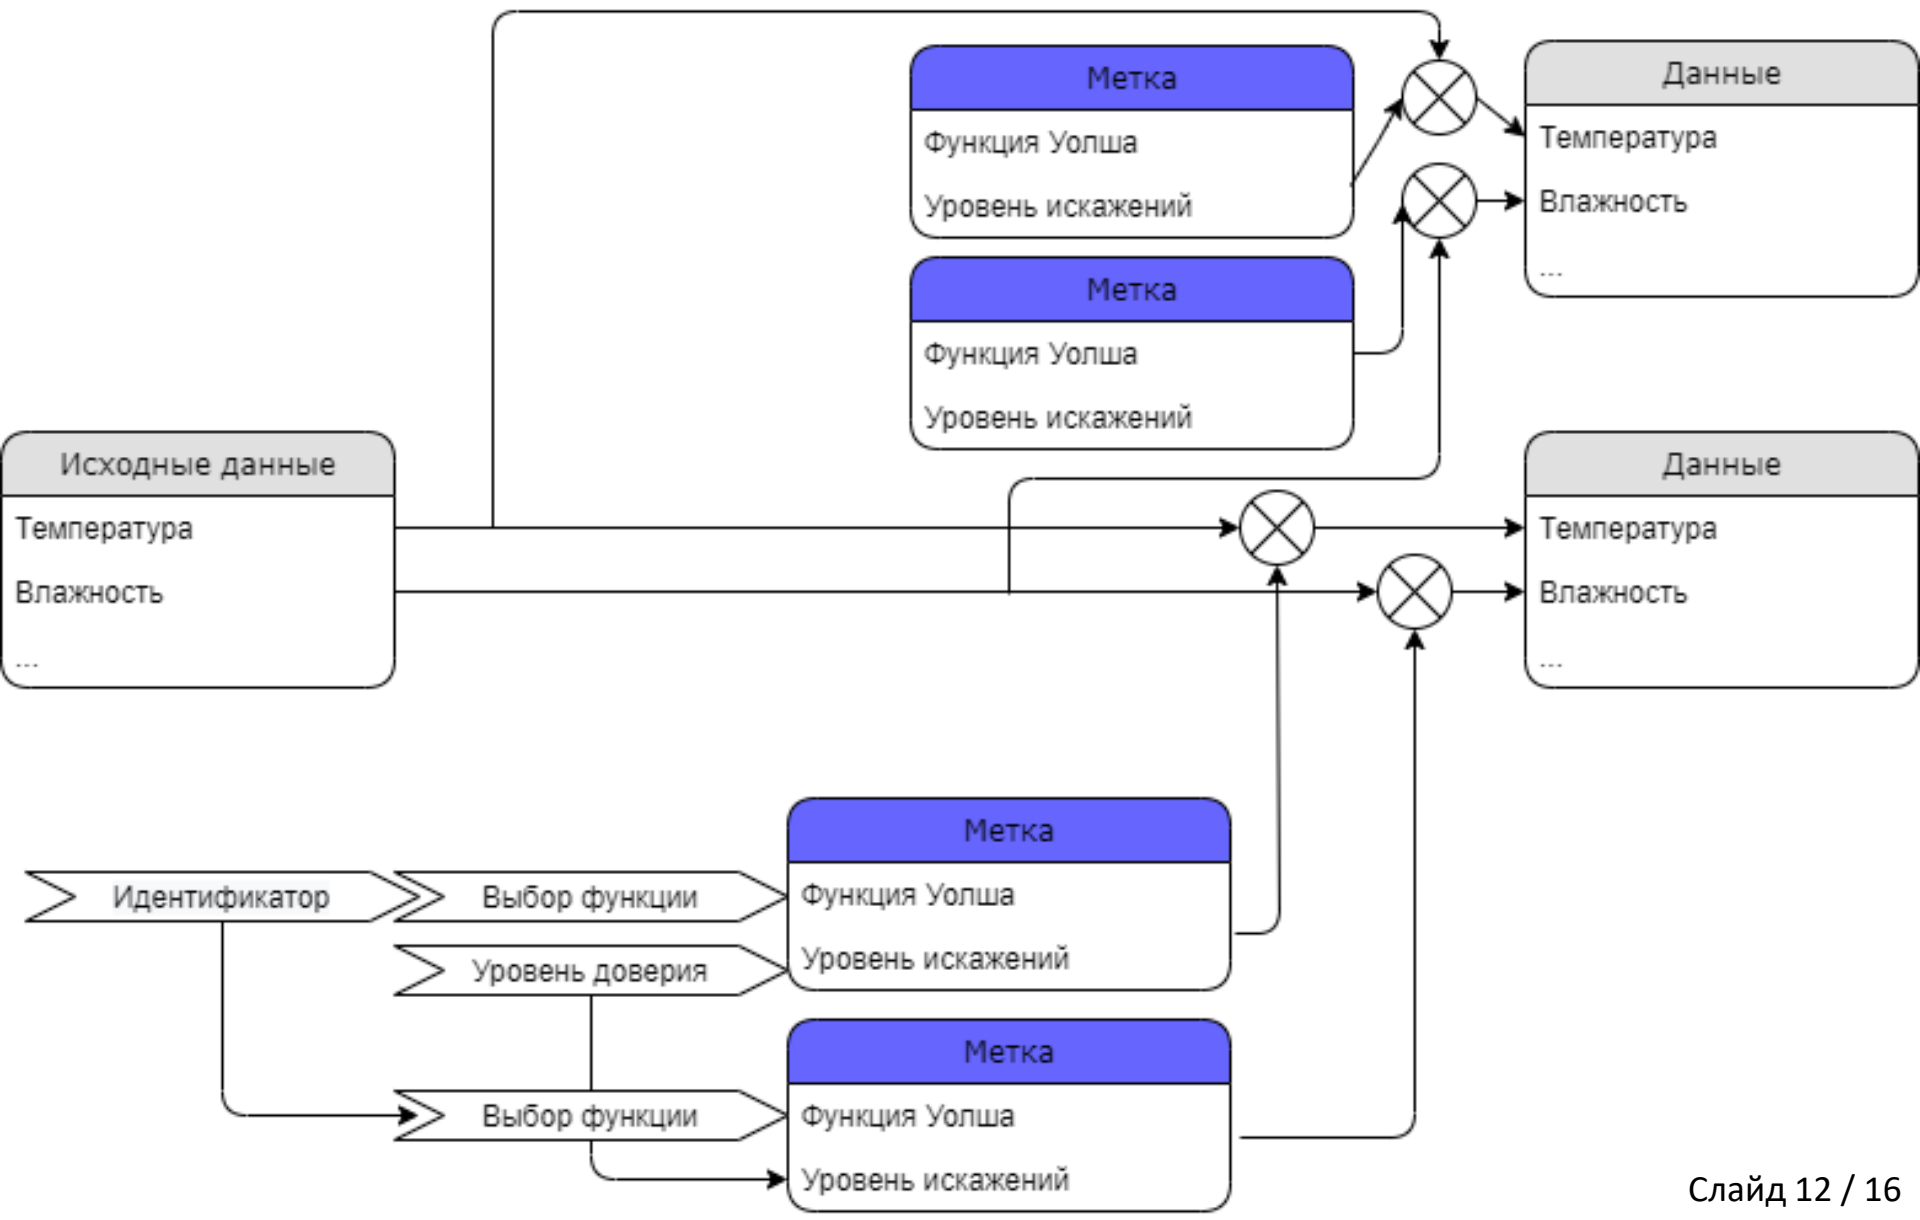 Метка
Функция Уолша
Уровень искажений
Данные
Температура
Влажность
...
Метка
Функция Уолша
Уровень искажений
Исходные данные
Температура
Влажность
...
Данные
Температура
Влажность
...
Идентификатор
Выбор функции
Уровень доверия
Метка
Функция Уолша
Уровень искажений
Выбор функции
Метка
Функция Уолша
Уровень искажений
Слайд 12 / 16